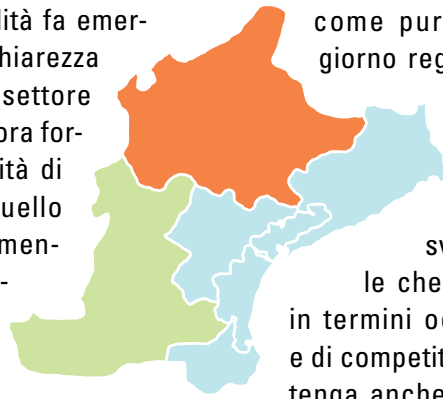 lità fa emer-
hiarezza
settore
ora for-
ità di
uello
men-
-
come pur
giorno reg
sv
le che
in termini oc
e di competit
tenga anche